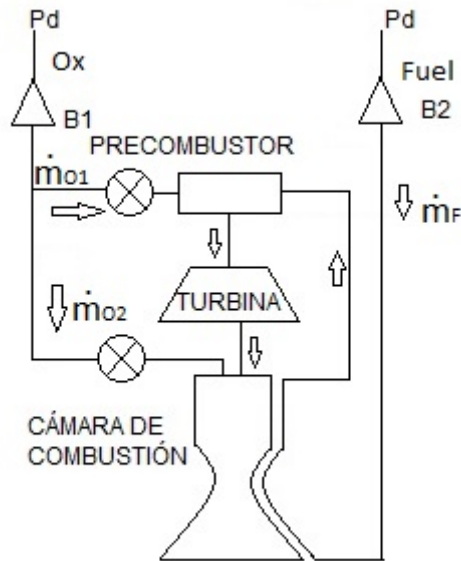 Pd
Pd
Ox
Fuel
B1
B2
PRECOMBUSTOR
ṁO1
ṁF
TURBINA
ṁO2
CÁMARA DE
COMBUSTIÓN